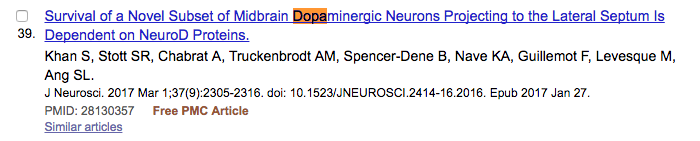 Survival of a Novel Subset of Midbrain Dopaminergic Neurons Projecting to the Lateral Septum Is
39. Dependent on NeuroD Proteins.
Khan S, Stott SR, Chabrat A, Truckenbrodt AM, Spencer-Dene B, Nave KA, Guillemot F, Levesque M,
Ang SL.
J Neurosci. 2017 Mar 1;37(9):2305-2316. doi: 10.1523/JNEUROSCI.2414-16.2016. Epub 2017 Jan 27.
PMID: 28130357 Free PMC Article
Similar articles